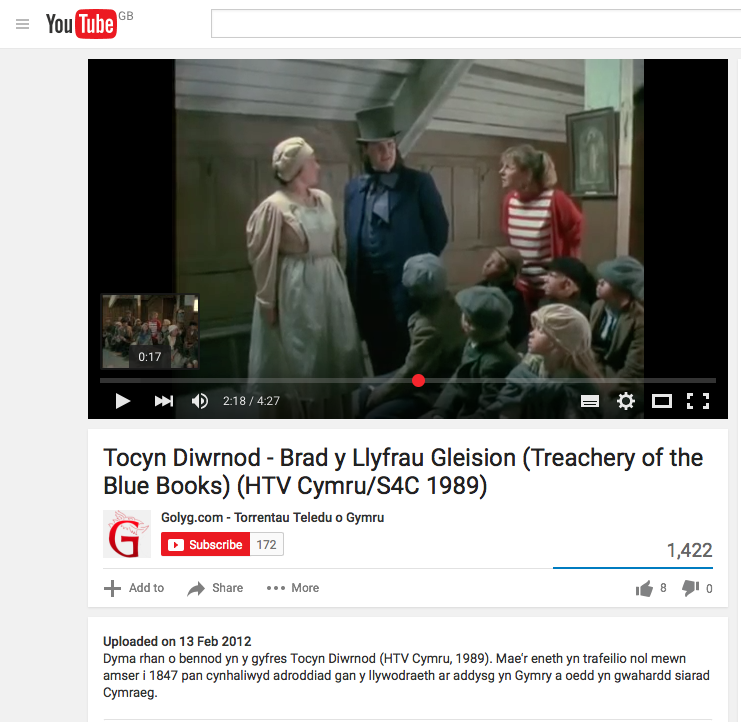 You Tube GB
0:17
2:18 / 4:27
Tocyn Diwrnod - Brad y Llyfrau Gleision (Treachery of the
Blue Books) (HTV Cymru/S4C 1989)
G
Golyg.com - Torrentau Teledu o Gymru
Subscribe 172
1,422
Add to Share More 8 0
Uploaded on 13 Feb 2012
Dyma rhan o bennod yn y gyfres Tocyn Diwrnod (HTV Cymru, 1989). Mae'r eneth yn trafeilio nol mewn
amser i 1847 pan cynhaliwyd adroddiad gan y llywodraeth ar addysg yn Gymry a oedd yn gwahardd siarad
Cymraeg.